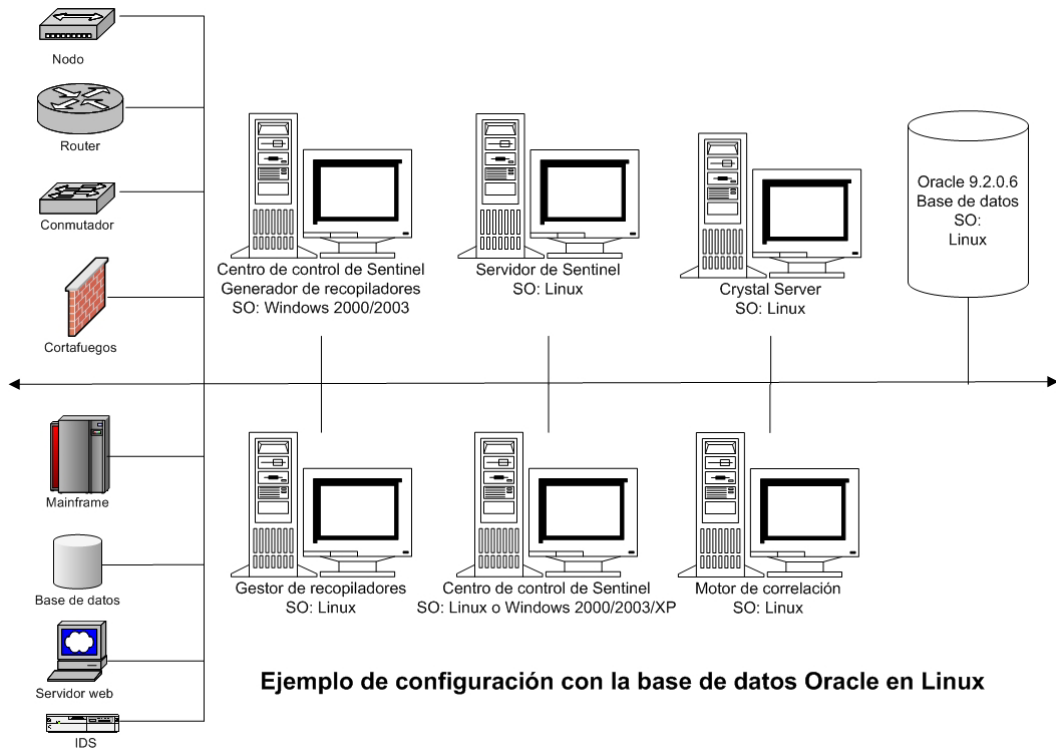 Nodo
Router
Conmutador
Cortafuegos
Mainframe
Base de datos
Servidor web
IDS
Centro de control de Sentinel
Generador de recopiladores
SO: Windows 2000/2003
Servidor de Sentinel
SO: Linux
Crystal Server
SO: Linux
Oracle 9.2.0.6
Base de datos
SO:
Linux
Gestor de recopiladores
SO: Linux
Centro de control de Sentinel
SO: Linux o Windows 2000/2003/XP
Motor de correlación
SO: Linux
Ejemplo de configuración con la base de datos Oracle en Linux